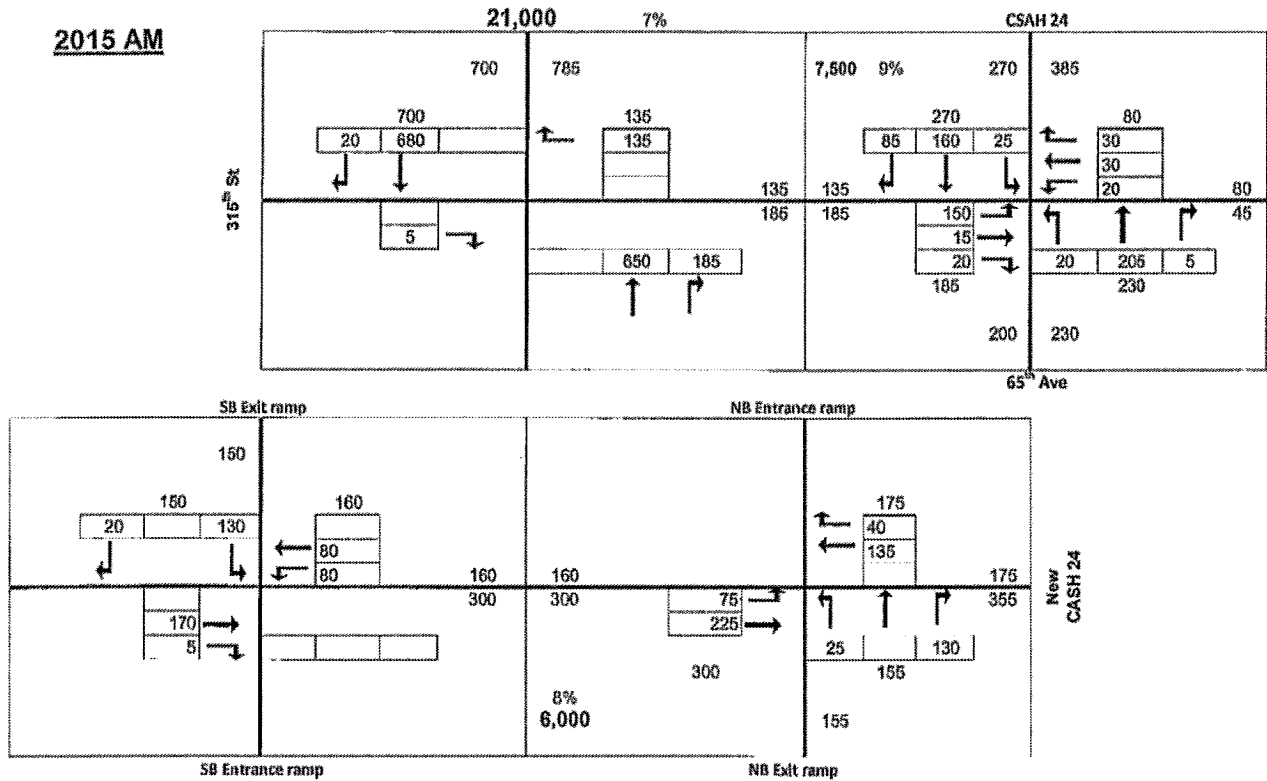 2015 AM
21,000 7% CSAH 24
700 785 7,500 9% 270 385
700 135 270 80
20 680 135 85 160 25 30
30
20
135 135 80
315th St
185 185 45
5 150
15
650 185 20 20 205 5
185 230
200 230
65th Ave
SB Exit ramp NB Entrance ramp
150
150 160 175
20 130 40
80 135
80
160 160 175
300 300 355
New
CASH 24
170 75
5 225
25 130
300 155
8%
6,000 155
SB Entrance ramp NB Exit ramp